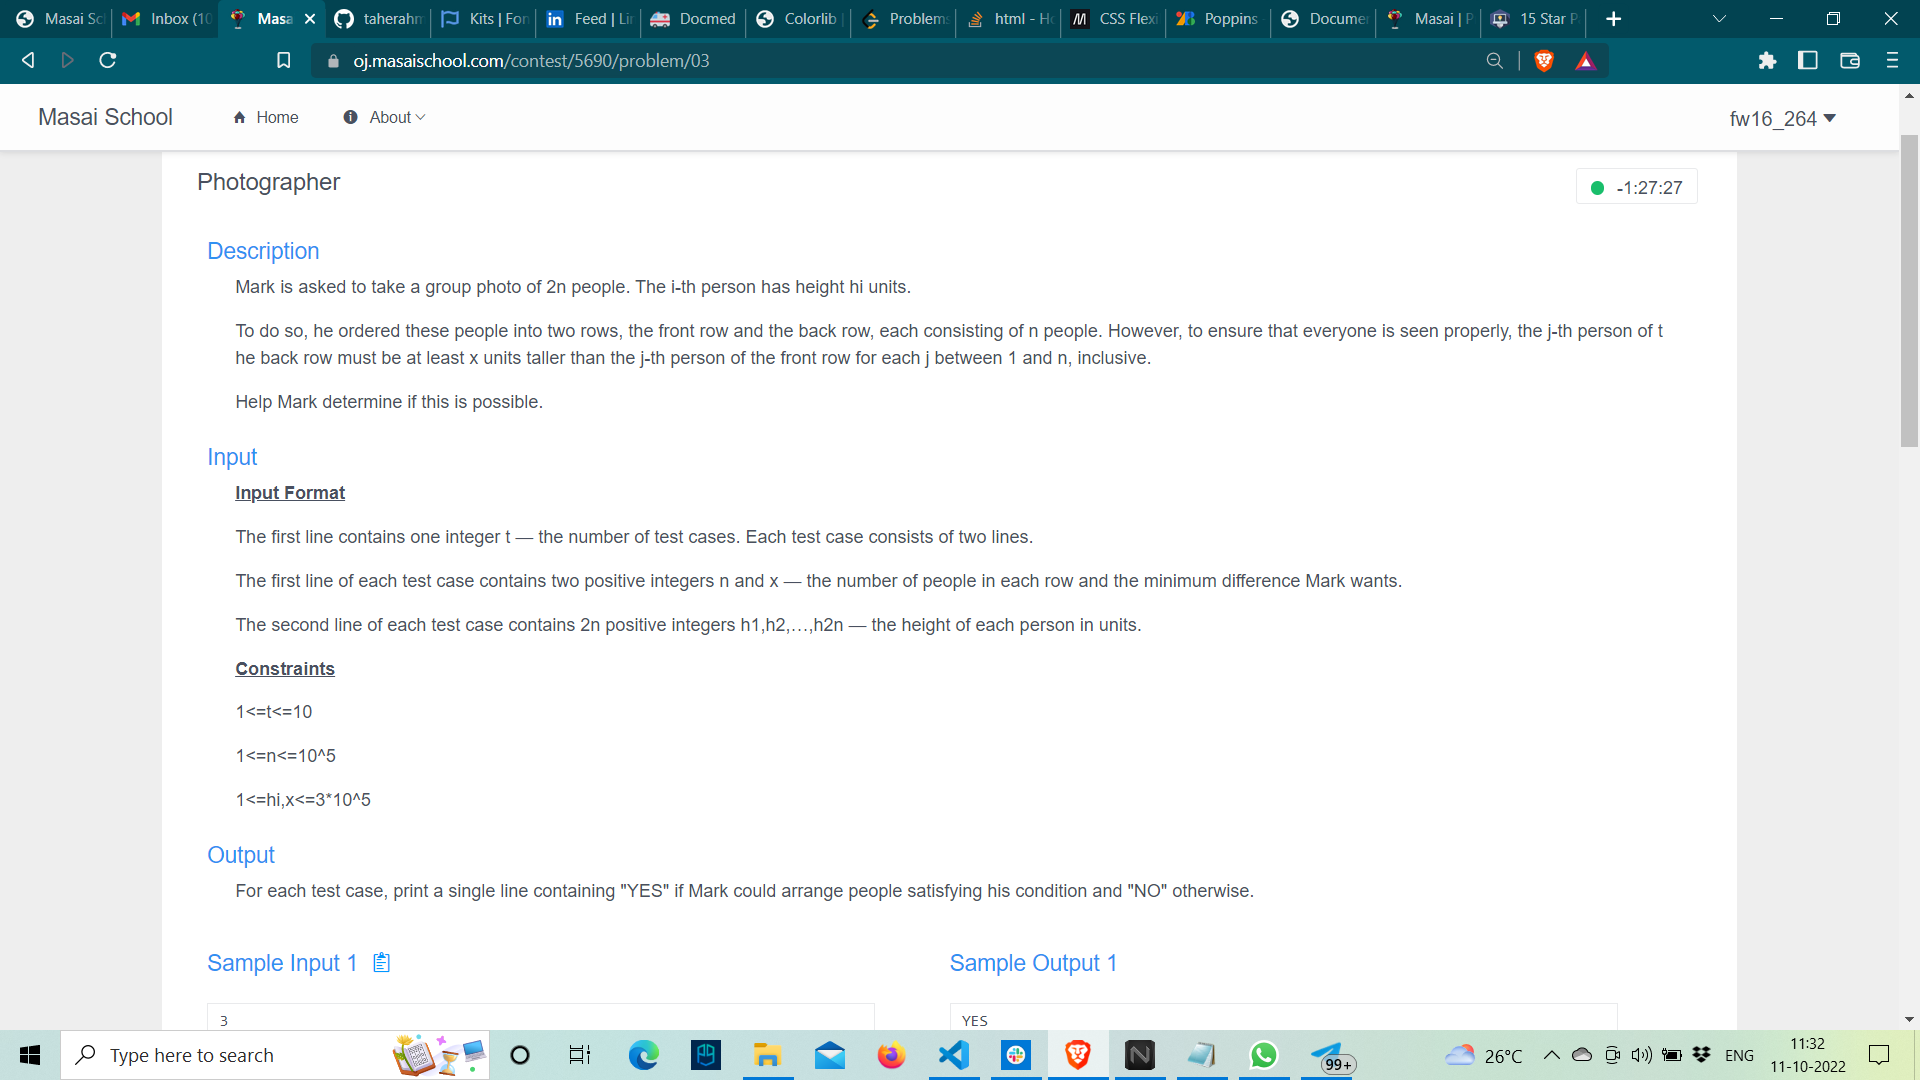 Masai Sc
Inbox (10
Masa
taherahm
Kits | Fon
Feed | Lin
Docmed
Colorlib
Problems
html - Ho
CSS Flexi
Poppins
Documen
Masai | P
15 Star P
oj.masaischool.com/contest/5690/problem/03
Masai School
Home
About
fw16_264
Photographer
-1:27:27
Description
Mark is asked to take a group photo of 2n people. The i-th person has height hi units.
To do so, he ordered these people into two rows, the front row and the back row, each consisting of n people. However, to ensure that everyone is seen properly, the j-th person of t
he back row must be at least x units taller than the j-th person of the front row for each j between 1 and n, inclusive.
Help Mark determine if this is possible.
Input
Input Format
The first line contains one integer t — the number of test cases. Each test case consists of two lines.
The first line of each test case contains two positive integers n and x — the number of people in each row and the minimum difference Mark wants.
The second line of each test case contains 2n positive integers h1,h2,…,h2n — the height of each person in units.
Constraints
1<=t<=10
1<=n<=10^5
1<=hi,x<=3*10^5
Output
For each test case, print a single line containing "YES" if Mark could arrange people satisfying his condition and "NO" otherwise.
Sample Input 1
Sample Output 1
3
YES
Type here to search
99+
26°C
ENG
11:32
11-10-2022